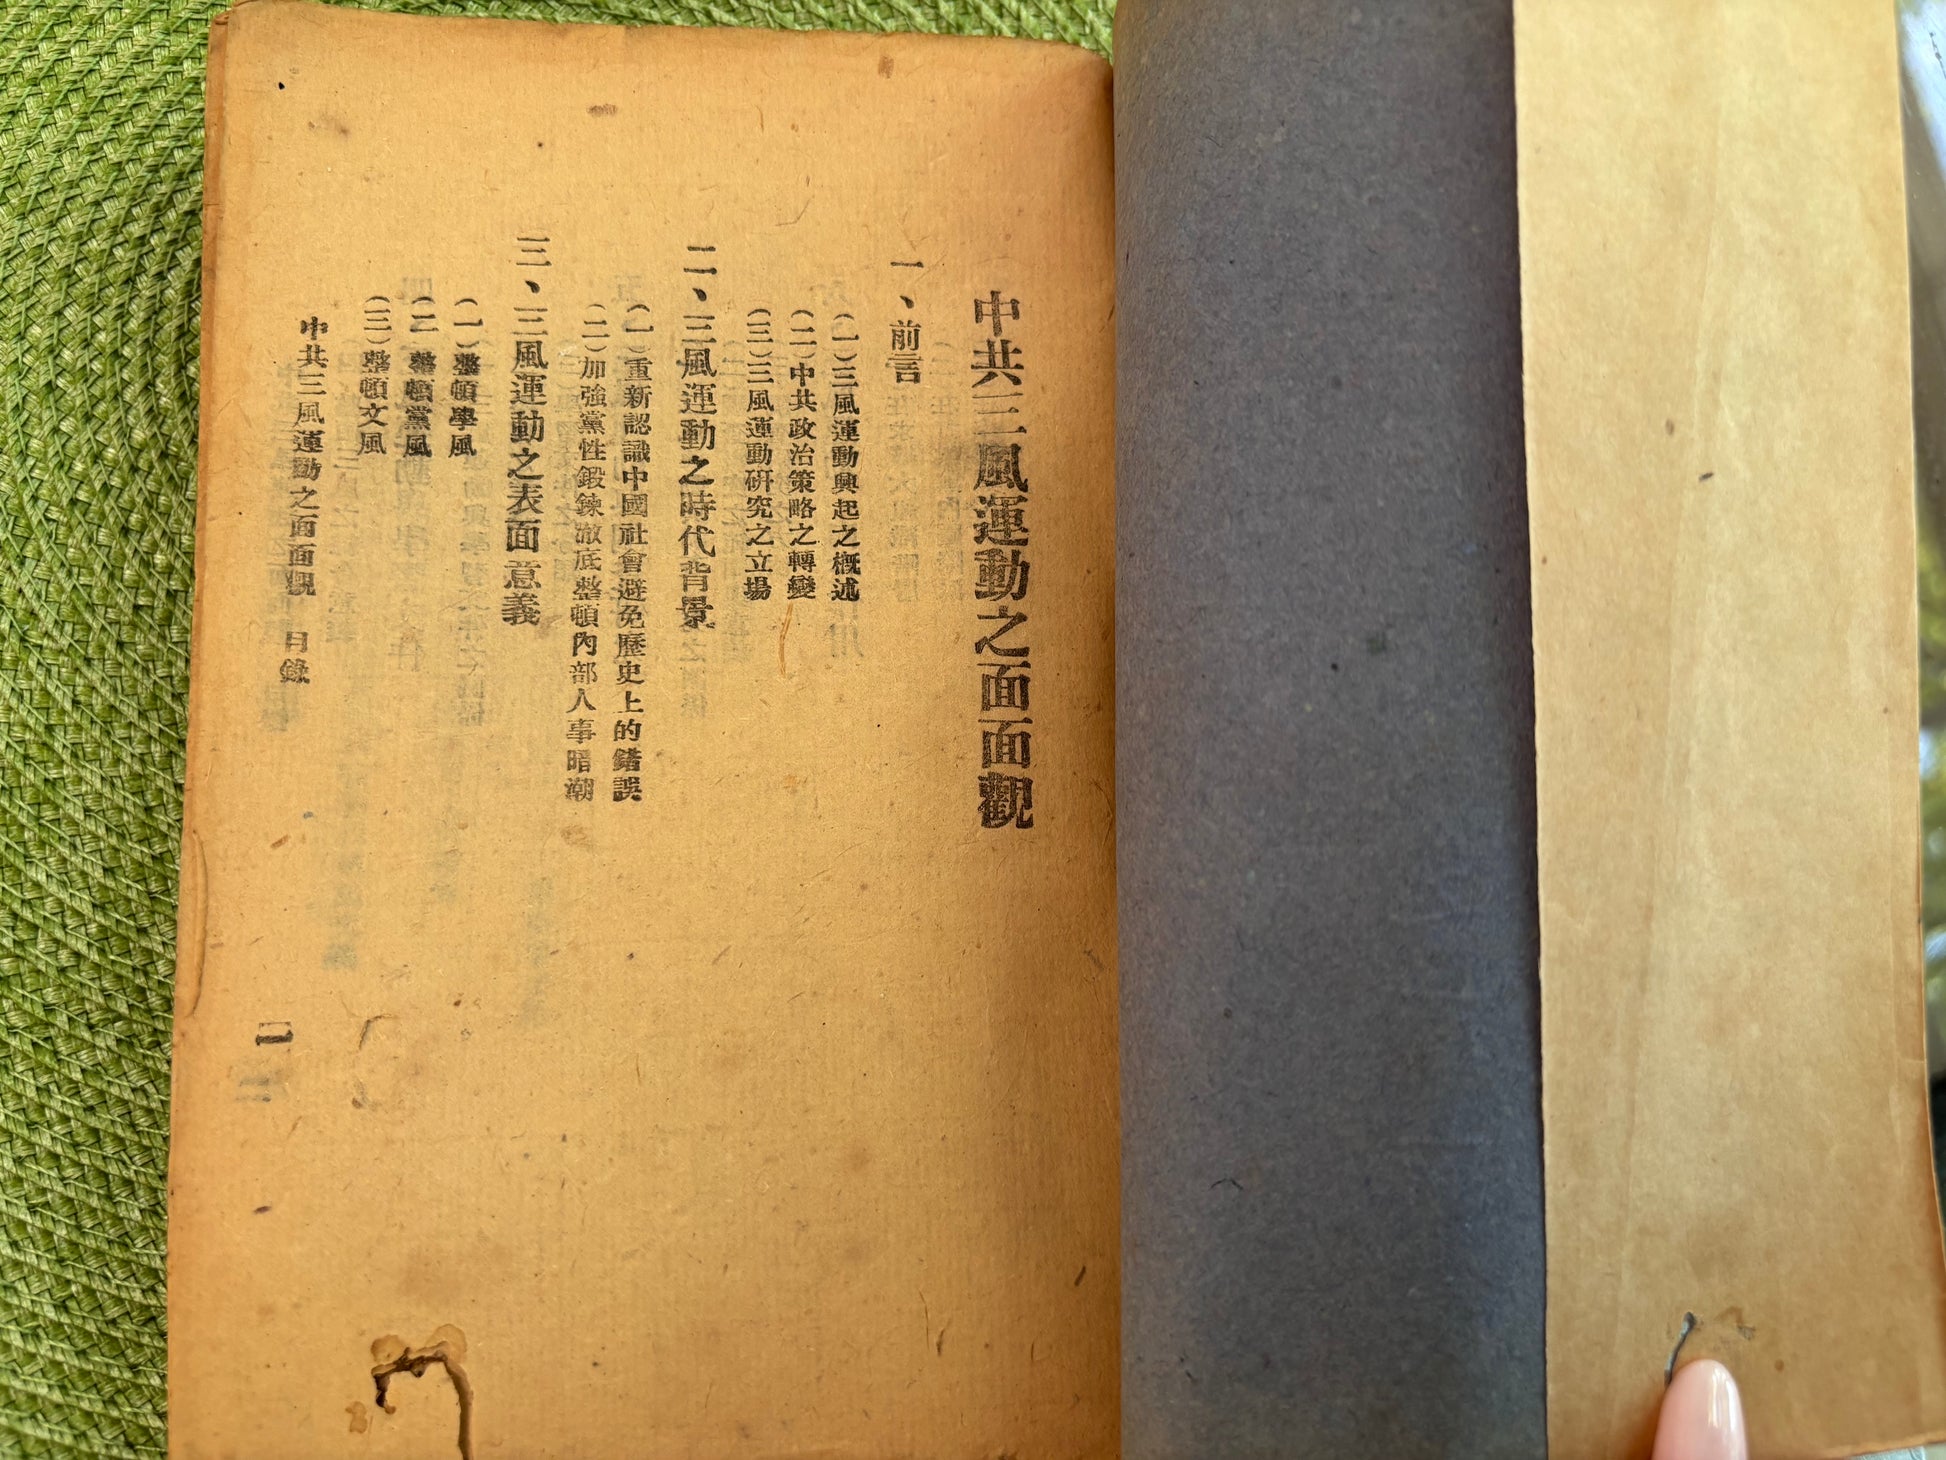 中共三風運動之面面觀
一、前言
(一)三風運動興起之概述
(二)中共政治策略之轉變
(三)三風運動研究之立場
二、三風運動之時代背景
(一)重新認識中國社會避免歷史上的錯誤
(二)加強黨性鍛鍊澈底整頓內部人事暗潮
三、三風運動之表面意義
(一)整頓學風
(二)整頓黨風
(三)整頓文風
中共三風運動之面面觀 目錄
一